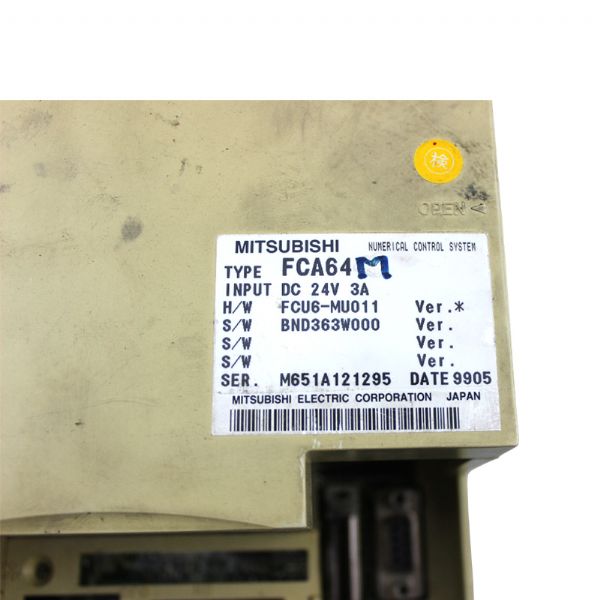 検
OPEN
MITSUBISHI NUMERICAL CONTROL SYSTEM
TYPE FCA64M
INPUT DC 24V 3A
H/W FCU6-MU011 Ver.*
S/W BND363W000 Ver.
S/W Ver.
S/W Ver.
SER. M651A121295 DATE 9905
MITSUBISHI ELECTRIC CORPORATION JAPAN